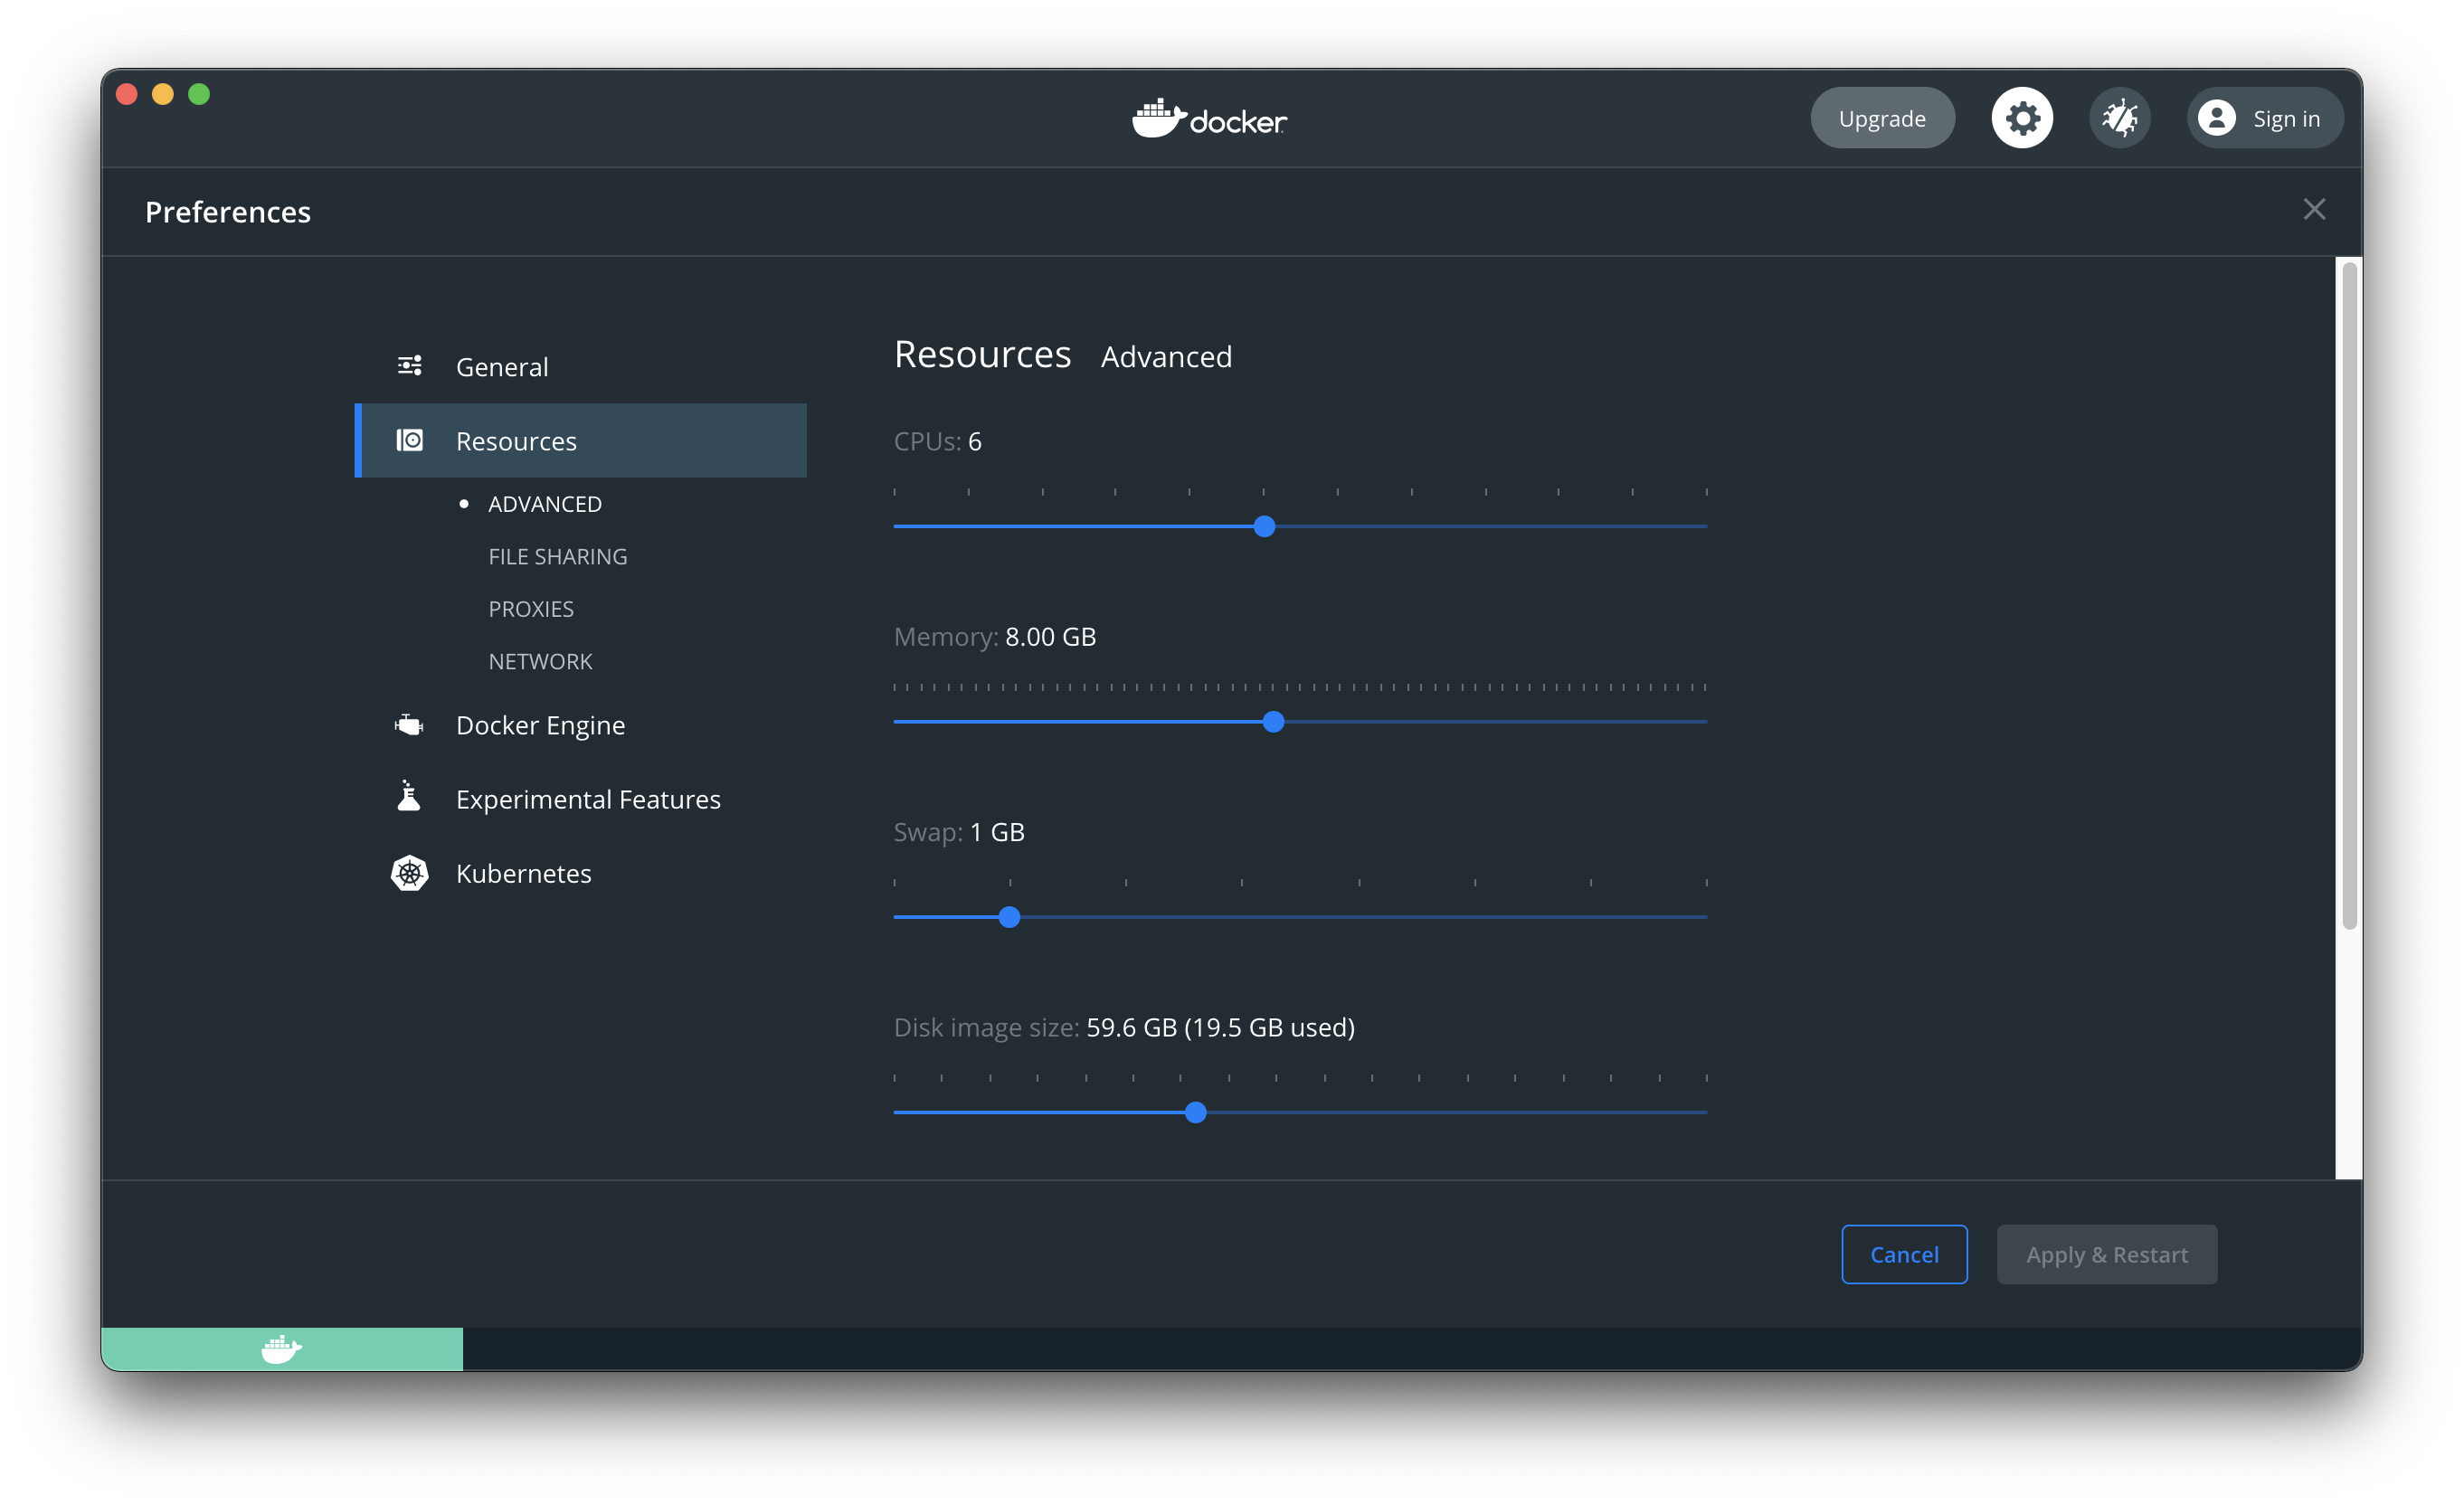 docker
Upgrade
Sign in
Preferences
General
Resources
ADVANCED
FILE SHARING
PROXIES
NETWORK
Docker Engine
Experimental Features
Kubernetes
Resources Advanced
CPUs: 6
Memory: 8.00 GB
Swap: 1 GB
Disk image size: 59.6 GB (19.5 GB used)
Cancel
Apply & Restart